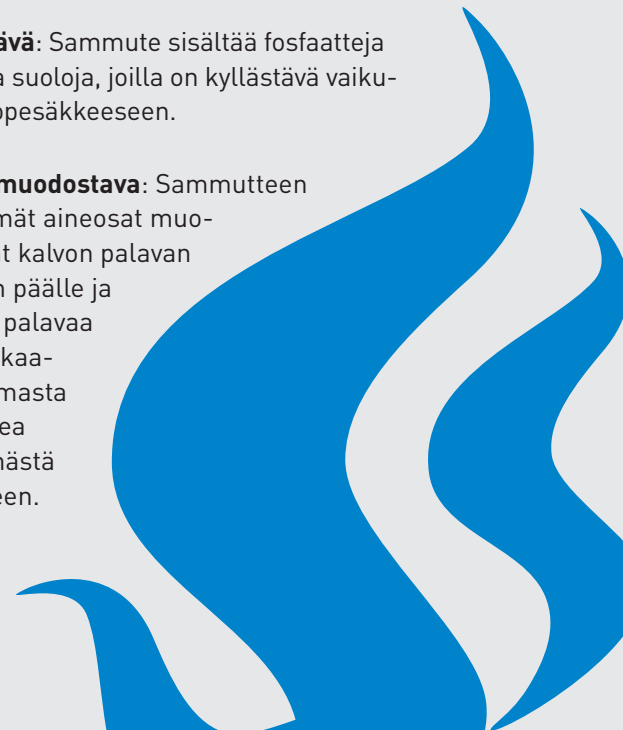 ävä: Sammute sisältää fosfaatteja
a suoloja, joilla on kyllästävä vaiku-
opesäkkeeseen.
muodostava: Sammutteen
mät aineosat muo-
t kalvon palavan
n päälle ja
palavaa
kaa-
masta
ea
nästä
een.